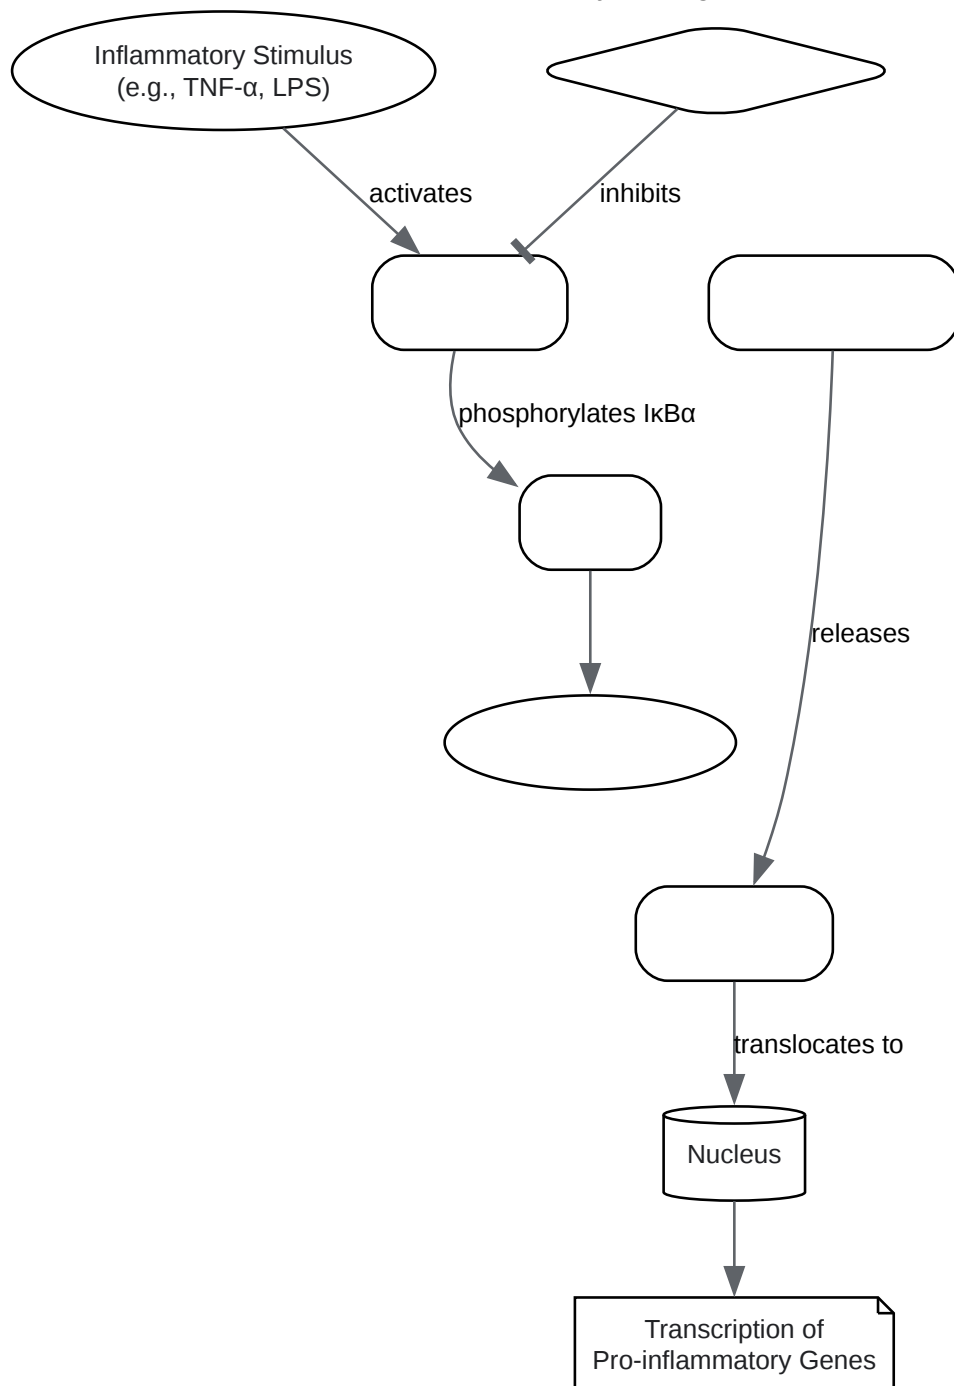 Inflammatory Stimulus
(e.g., TNF-α, LPS)
activates
inhibits
phosphorylates IκBα
releases
translocates to
Nucleus
Transcription of
Pro-inflammatory Genes